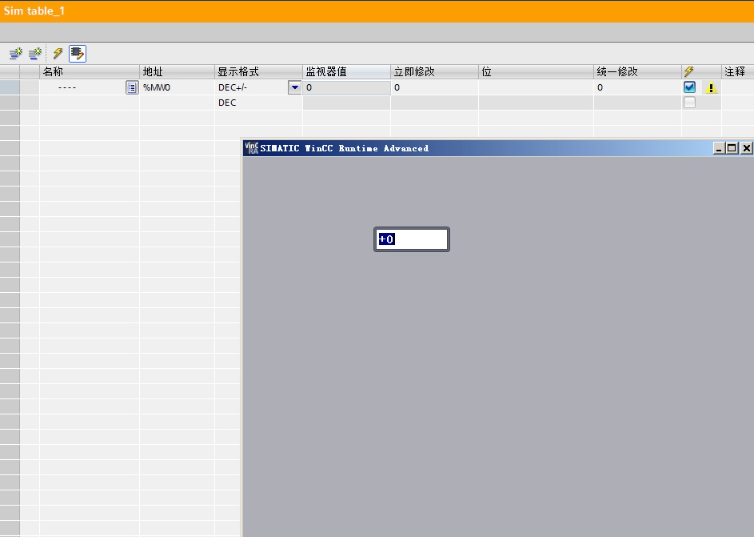 Sim table_1
名称 地址 显示格式 监视器值 立即修改 位 统一修改 注释
---- %MW0 DEC+/- 0 0 0
DEC
SIMATIC WinCC Runtime Advanced
+0